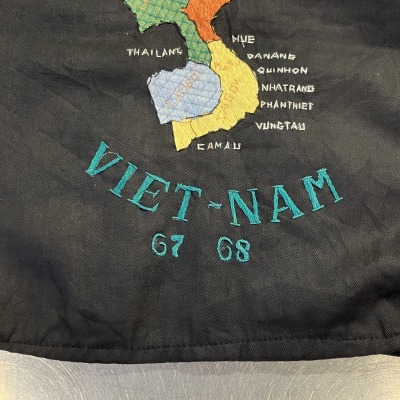 HUE
THAILANG
DANANG
QUINHON
NHATRANG
PHANTHIET
VUNGTAU
CAMAU
VIET-NAM
67 68